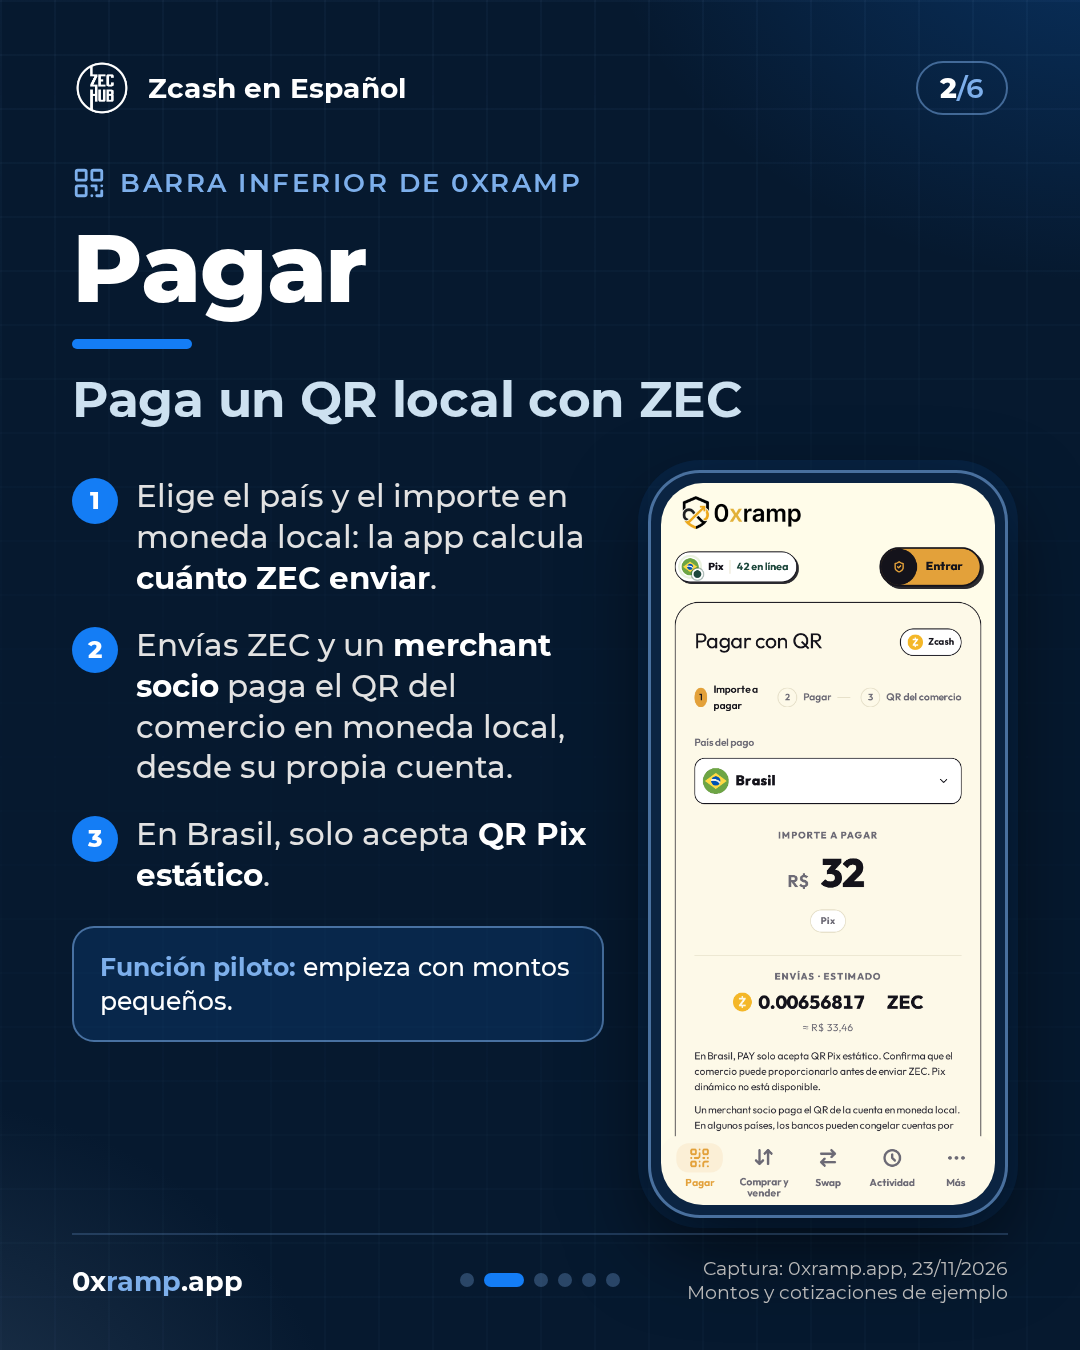 ZEC
HUB
Zcash en Español
2/6
BARRA INFERIOR DE 0XRAMP
Pagar
Paga un QR local con ZEC
1
Elige el país y el importe en
moneda local: la app calcula
cuánto ZEC enviar.
2
Envías ZEC y un merchant
socio paga el QR del
comercio en moneda local,
desde su propia cuenta.
3
En Brasil, solo acepta QR Pix
estático.
Función piloto: empieza con montos
pequeños.
0xramp
Pix 42 en línea
Entrar
Pagar con QR
Zcash
1 Importe a
pagar
2 Pagar
3 QR del comercio
País del pago
Brasil
IMPORTE A PAGAR
R$ 32
Pix
ENVÍAS · ESTIMADO
0.00656817 ZEC
≈ R$ 33,46
En Brasil, PAY solo acepta QR Pix estático. Confirma que el
comercio puede proporcionarlo antes de enviar ZEC. Pix
dinámico no está disponible.
Un merchant socio paga el QR de la cuenta en moneda local.
En algunos países, los bancos pueden congelar cuentas por
Pagar
Comprar y
vender
Swap
Actividad
Más
0xramp.app
Captura: 0xramp.app, 23/11/2026
Montos y cotizaciones de ejemplo